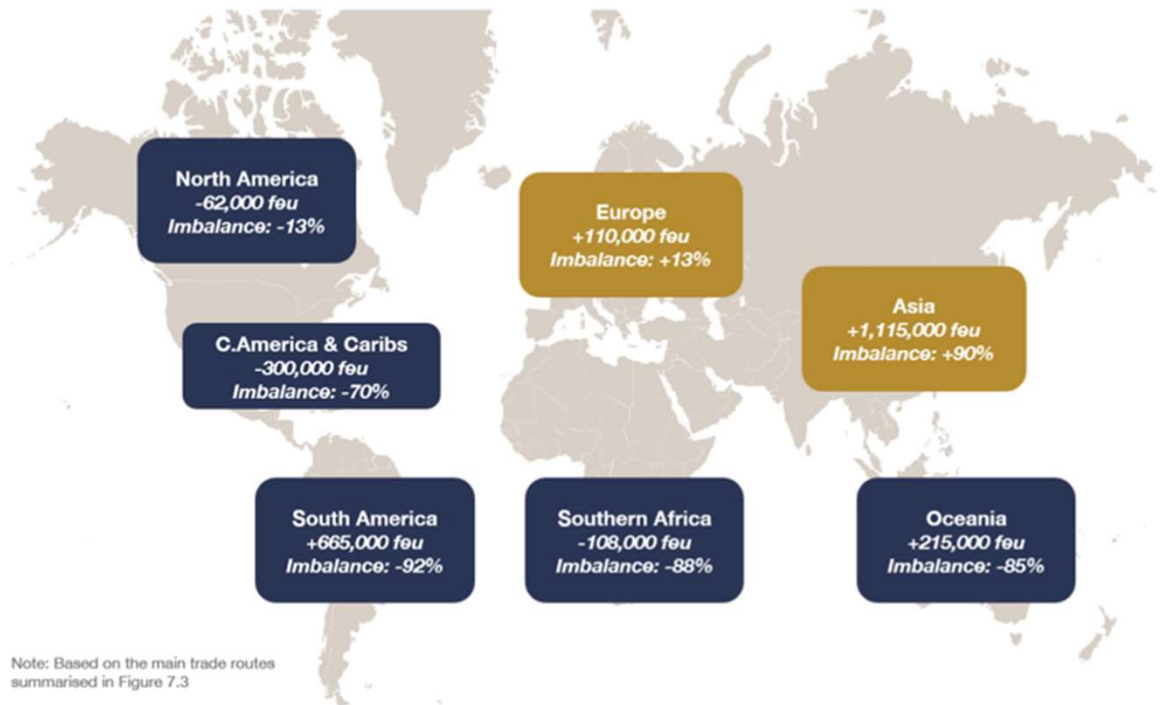 North America
-62,000 feu
Imbalance: -13%
Europe
+110,000 feu
Imbalance: +13%
Asia
+1,115,000 feu
Imbalance: +90%
C.America & Caribs
-300,000 feu
Imbalance: -70%
South America
+665,000 feu
Imbalance: -92%
Southern Africa
-108,000 feu
Imbalance: -88%
Oceania
+215,000 feu
Imbalance: -85%
Note: Based on the main trade routes
summarised in Figure 7.3